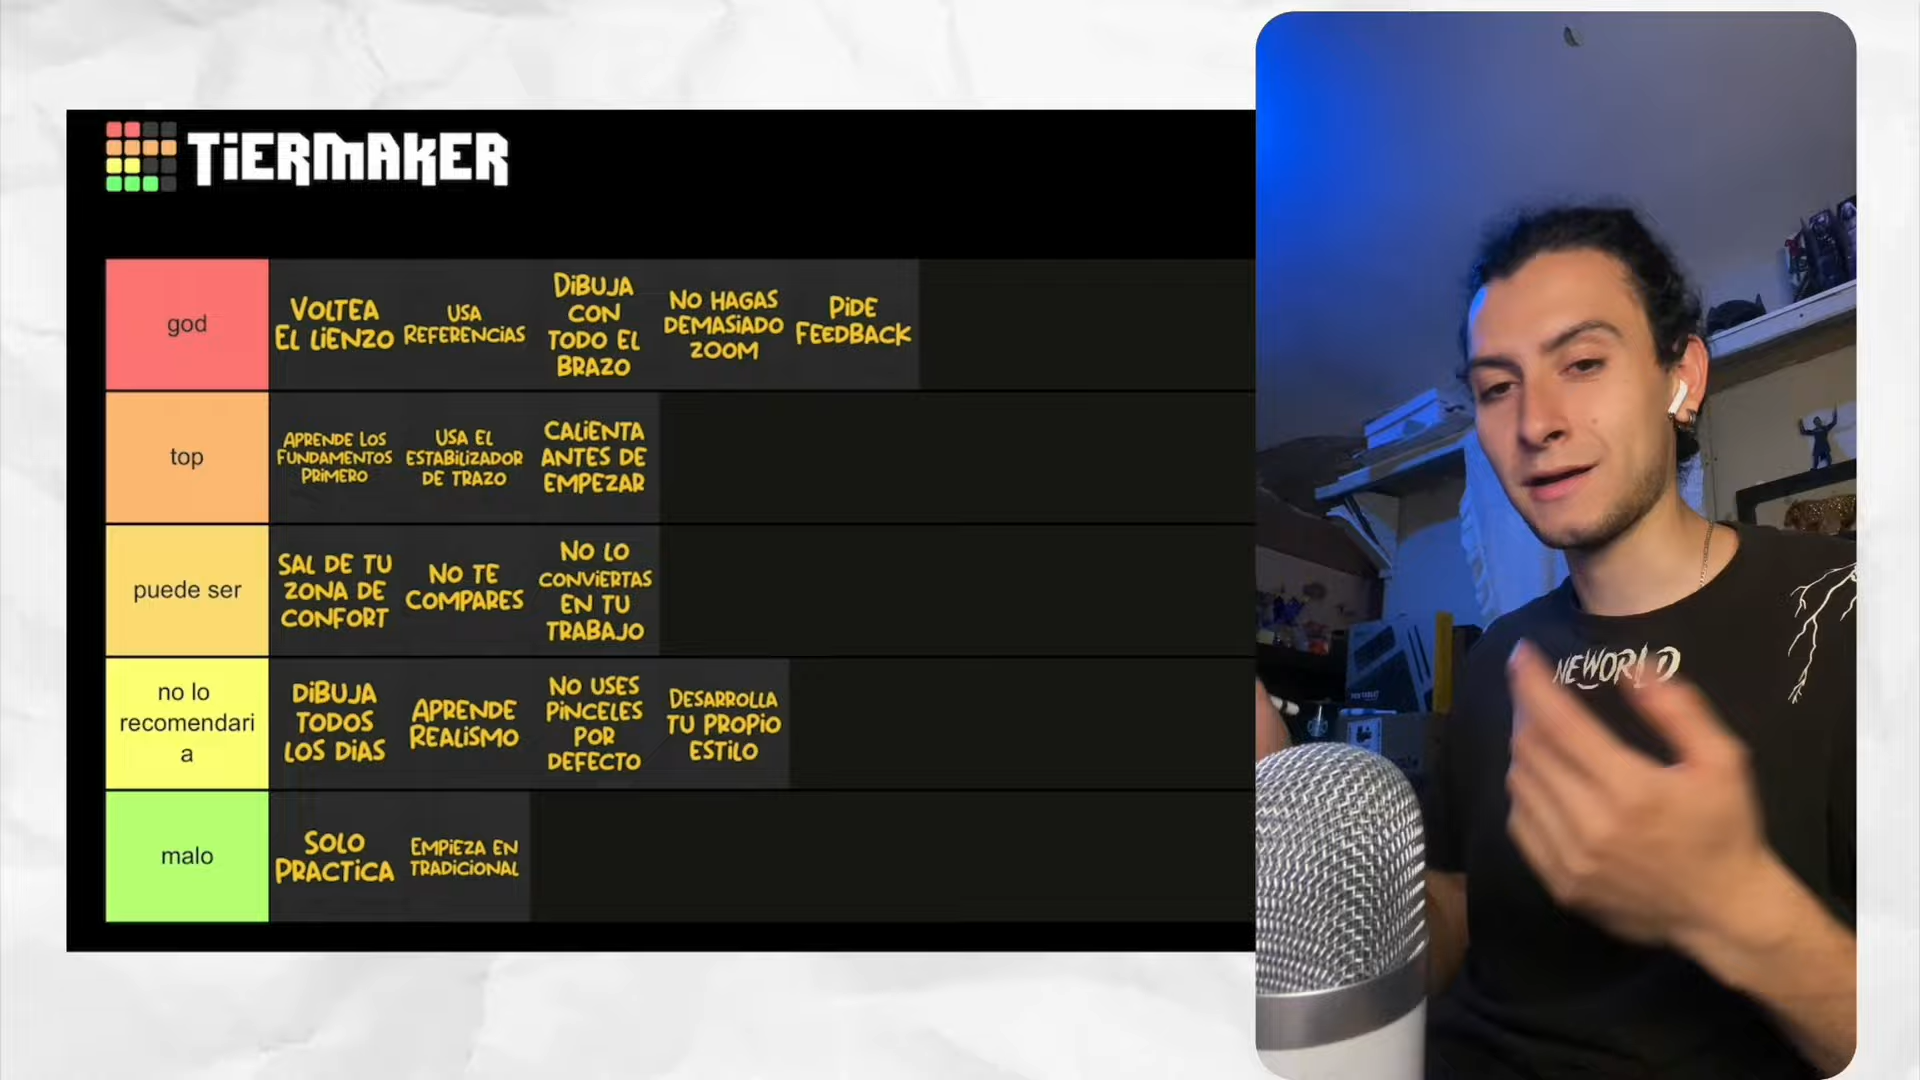 TiERMAKER
god
VOLTEA
EL LiENZO
USA
REFERENCiAS
DiBUJA
CON
TODO EL
BRAZO
NO HAGAS
DEMASiADO
ZOOM
PiDE
FEEDBACK
top
APRENDE LOS
FUNDAMENTOS
PRiMERO
USA EL
ESTABiLiZADOR
DE TRAZO
CALiENTA
ANTES DE
EMPEZAR
puede ser
SAL DE TU
ZONA DE
CONFORT
NO TE
COMPARES
NO LO
CONViERTAS
EN TU
TRABAJO
no lo
recomendari
a
DiBUJA
TODOS
LOS DiAS
APRENDE
REALiSMO
NO USES
PiNCELES
POR
DEFECTO
DESARROLLA
TU PROPiO
ESTiLO
malo
SOLO
PRACTiCA
EMPiEZA EN
TRADiCiONAL
NEWORLD